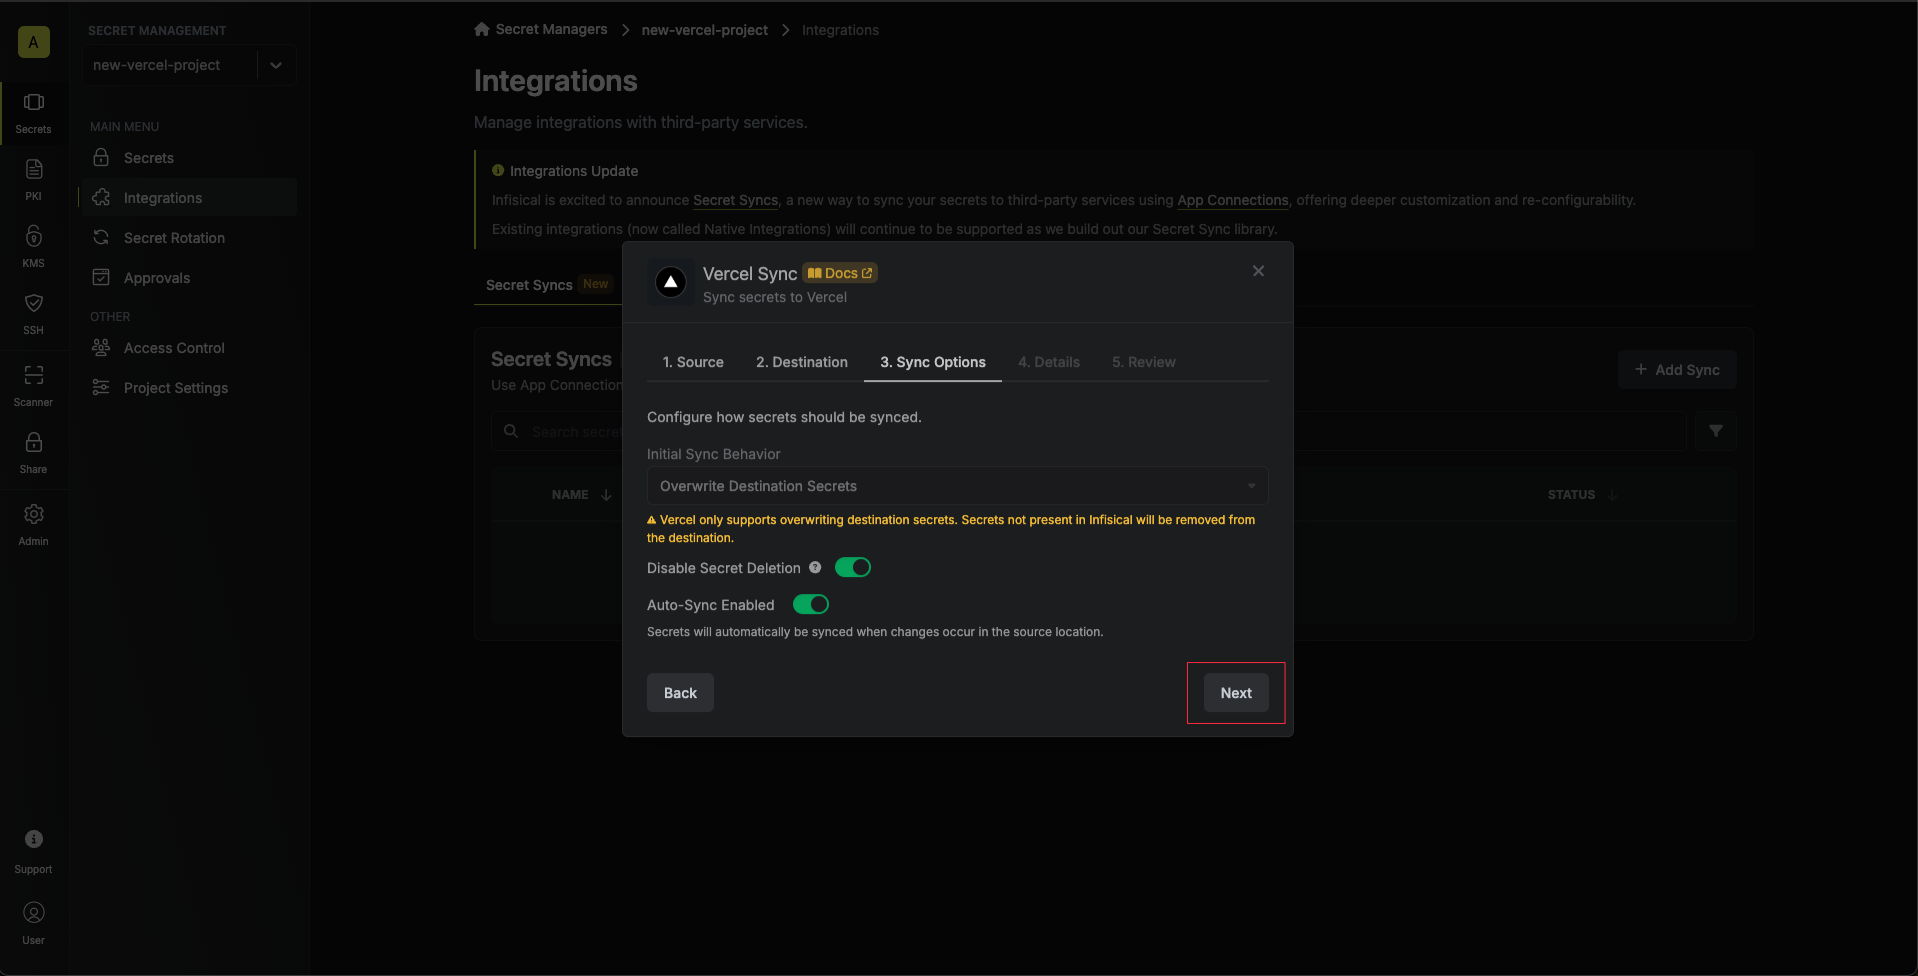 A
SECRET MANAGEMENT
new-vercel-project
Secrets
PKI
KMS
SSH
Scanner
Share
Admin
Support
User
MAIN MENU
Secrets
Integrations
Secret Rotation
Approvals
OTHER
Access Control
Project Settings
Secret Managers
new-vercel-project
Integrations
Integrations
Manage integrations with third-party services.
Integrations Update
Infisical is excited to announce Secret Syncs, a new way to sync your secrets to third-party services using App Connections, offering deeper customization and re-configurability.
Existing integrations (now called Native Integrations) will continue to be supported as we build out our Secret Sync library.
Secret Syncs New
Secret Syncs
Use App Connection
+ Add Sync
Search secre
NAME
STATUS
Vercel Sync Docs
Sync secrets to Vercel
1. Source 2. Destination 3. Sync Options 4. Details 5. Review
Configure how secrets should be synced.
Initial Sync Behavior
Overwrite Destination Secrets
Vercel only supports overwriting destination secrets. Secrets not present in Infisical will be removed from
the destination.
Disable Secret Deletion
Auto-Sync Enabled
Secrets will automatically be synced when changes occur in the source location.
Back
Next